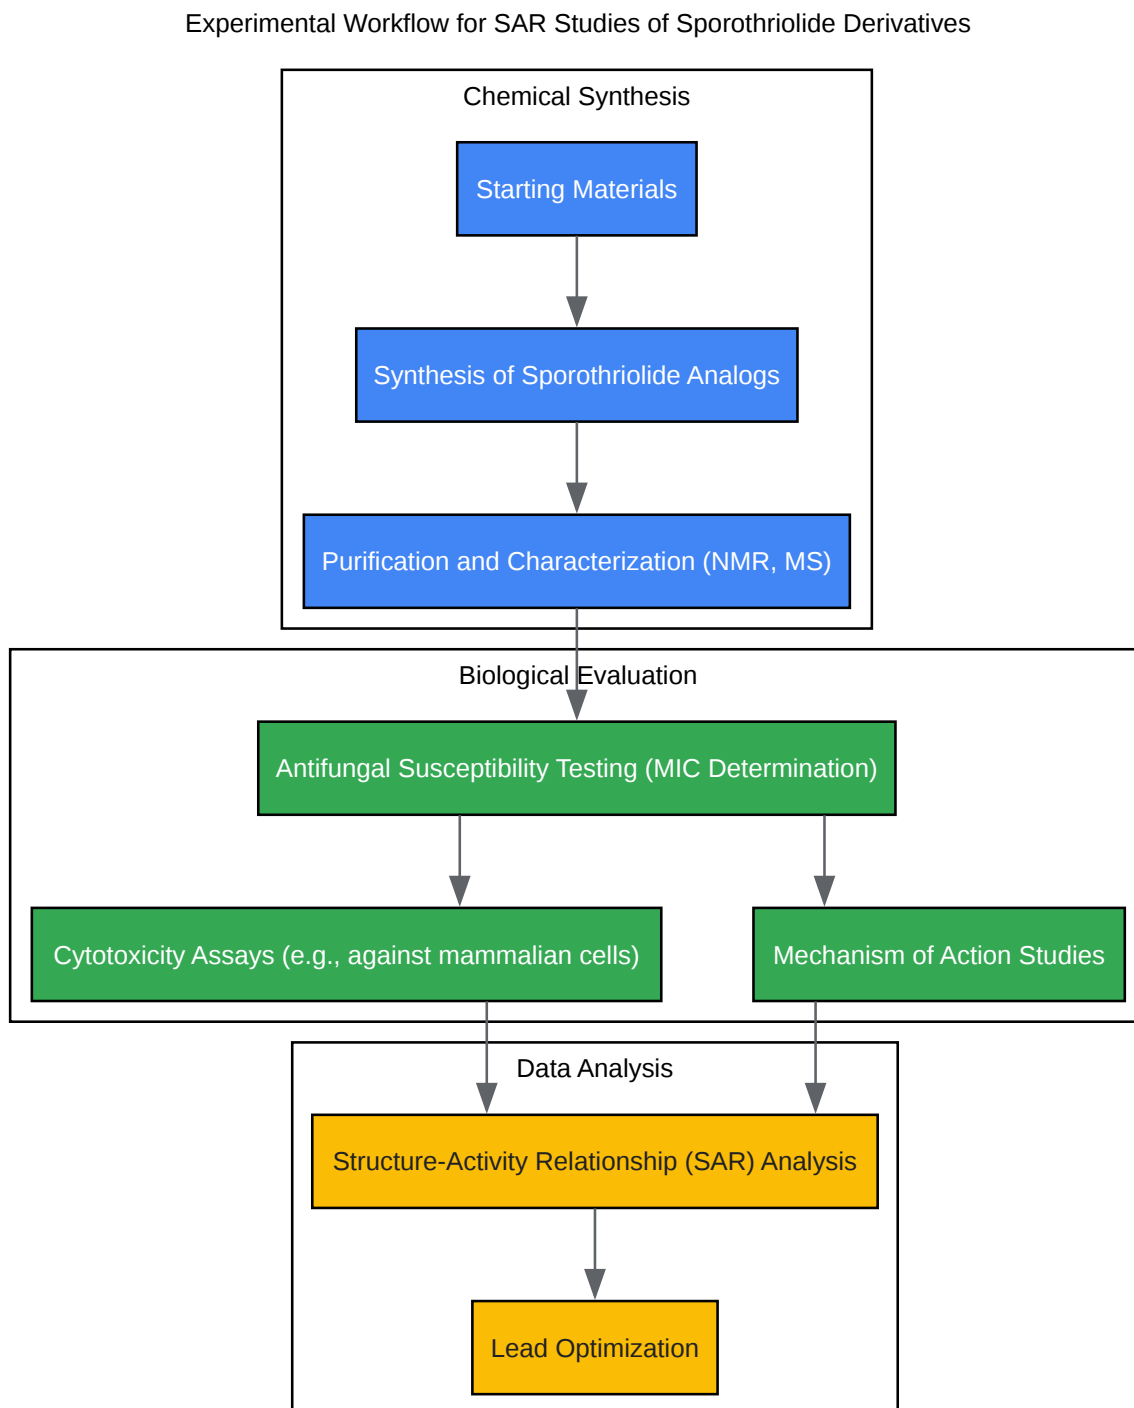 Experimental Workflow for SAR Studies of Sporothriolide Derivatives
Chemical Synthesis
Starting Materials
Synthesis of Sporothriolide Analogs
Purification and Characterization (NMR, MS)
Biological Evaluation
Antifungal Susceptibility Testing (MIC Determination)
Cytotoxicity Assays (e.g., against mammalian cells)
Mechanism of Action Studies
Data Analysis
Structure-Activity Relationship (SAR) Analysis
Lead Optimization